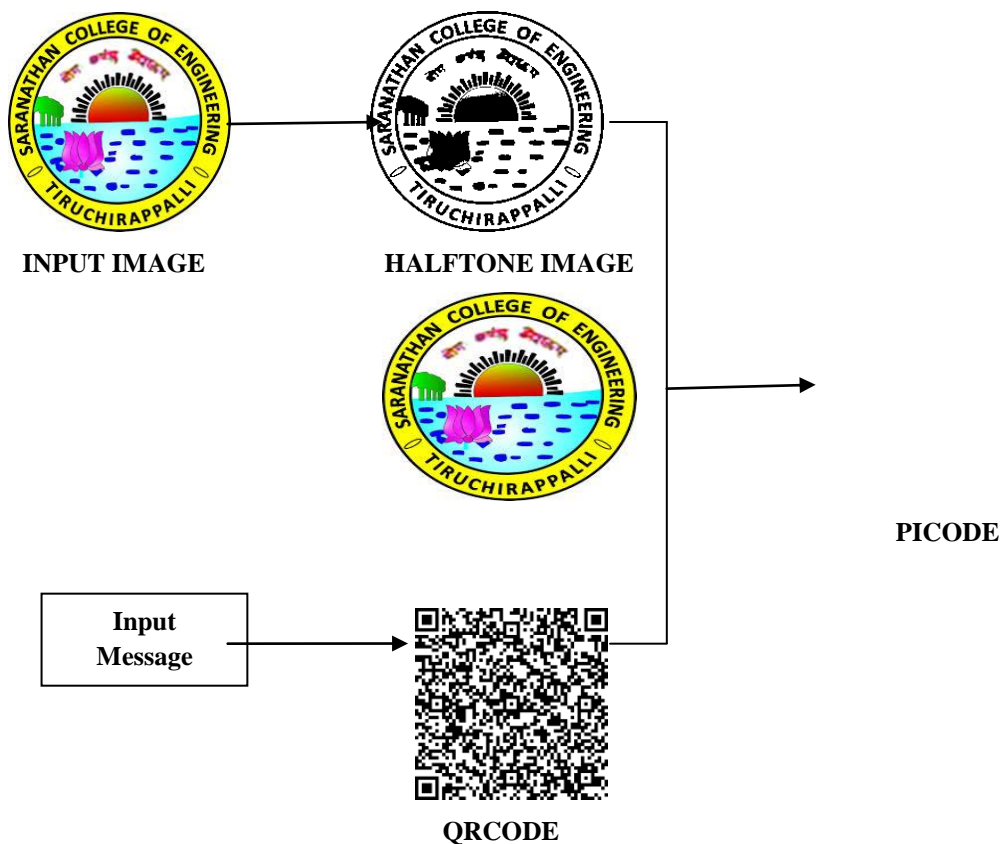 SARANATHAN COLLEGE OF ENGINEERING
TIRUCHIRAPPALLI
SARANATHAN COLLEGE OF ENGINEERING
TIRUCHIRAPPALLI
INPUT IMAGE
HALFTONE IMAGE
SARANATHAN COLLEGE OF ENGINEERING
TIRUCHIRAPPALLI
PICODE
Input
Message
QRCODE